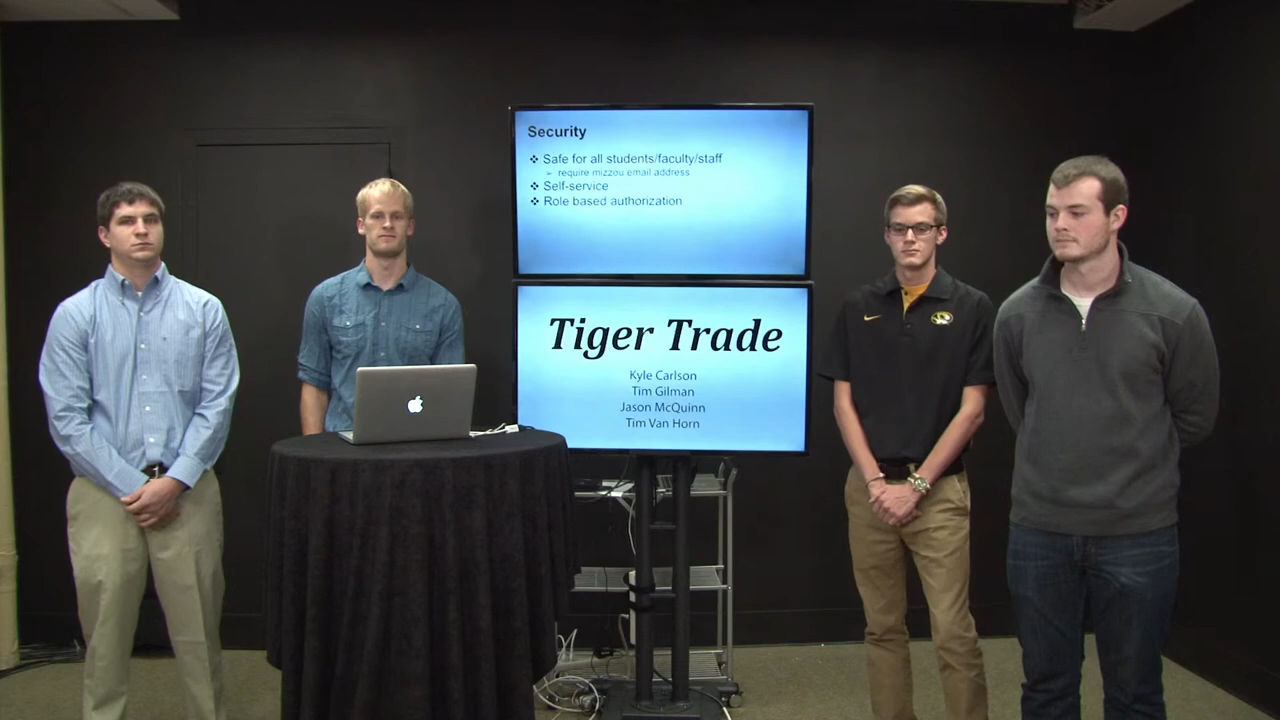 Security
❖ Safe for all students/faculty/staff
➢ require mizzou email address
❖ Self-service
❖ Role based authorization
Tiger Trade
Kyle Carlson
Tim Gilman
Jason McQuinn
Tim Van Horn